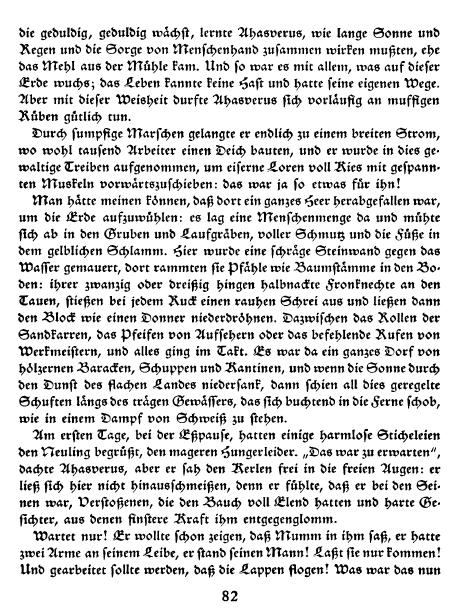 die geduldig, geduldig wächst, lernte Ahasverus, wie lange Sonne und
Regen und die Sorge von Menschenhand zusammen wirken mußten, ehe
das Mehl aus der Mühle kam. Und so war es mit allem, was auf dieser
Erde wuchs; das Leben kannte keine Hast und hatte seine eigenen Wege.
Aber mit dieser Weisheit durfte Ahasverus sich vorläufig an muffigen
Rüben gütlich tun.
Durch sumpfige Marschen gelangte er endlich zu einem breiten Strom,
wo wohl tausend Arbeiter einen Deich bauten, und er wurde in dies ge-
waltige Treiben aufgenommen, um eiserne Loren voll Kies mit gespann-
ten Muskeln vorwärtszuschieben: das war ja so etwas für ihn!
Man hätte meinen können, daß dort ein ganzes Heer herabgefallen war,
um die Erde aufzuwühlen: es lag eine Menschenmenge da und mühte
sich ab in den Gruben und Laufgräben, voller Schmutz und die Füße in
dem gelblichen Schlamm. Hier wurde eine schräge Steinwand gegen das
Wasser gemauert, dort rammten sie Pfähle wie Baumstämme in den Bo-
den: ihrer zwanzig oder dreißig hingen halbnackte Fronknechte an den
Tauen, stießen bei jedem Ruck einen rauhen Schrei aus und ließen dann
den Block wie einen Donner niederdröhnen. Dazwischen das Rollen der
Sandkarren, das Pfeifen von Aufsehern oder das befehlende Rufen von
Werkmeistern, und alles ging im Takt. Es war da ein ganzes Dorf von
hölzernen Baracken, Schuppen und Kantinen, und wenn die Sonne durch
den Dunst des flachen Landes niedersank, dann schien all dies geregelte
Schuften längs des trägen Gewässers, das sich buchtend in die Ferne schob,
wie in einem Dampf von Schweiß zu stehen.
Am ersten Tage, bei der Eßpause, hatten einige harmlose Sticheleien
den Neuling begrüßt, den mageren Hungerleider. „Das war zu erwarten“,
dachte Ahasverus, aber er sah den Kerlen frei in die freien Augen: er
ließ sich hier nicht hinausschmeißen, denn er fühlte, daß er bei den Sei-
nen war, Verstoßenen, die den Bauch voll Elend hatten und harte Ge-
sichter, aus denen finstere Kraft ihm entgegenglomm.
Wartet nur! Er wollte schon zeigen, daß Mumm in ihm saß, er hatte
zwei Arme an seinem Leibe, er stand seinen Mann! Laßt sie nur kommen!
Und gearbeitet sollte werden, daß die Lappen flogen! Was war das nun
82